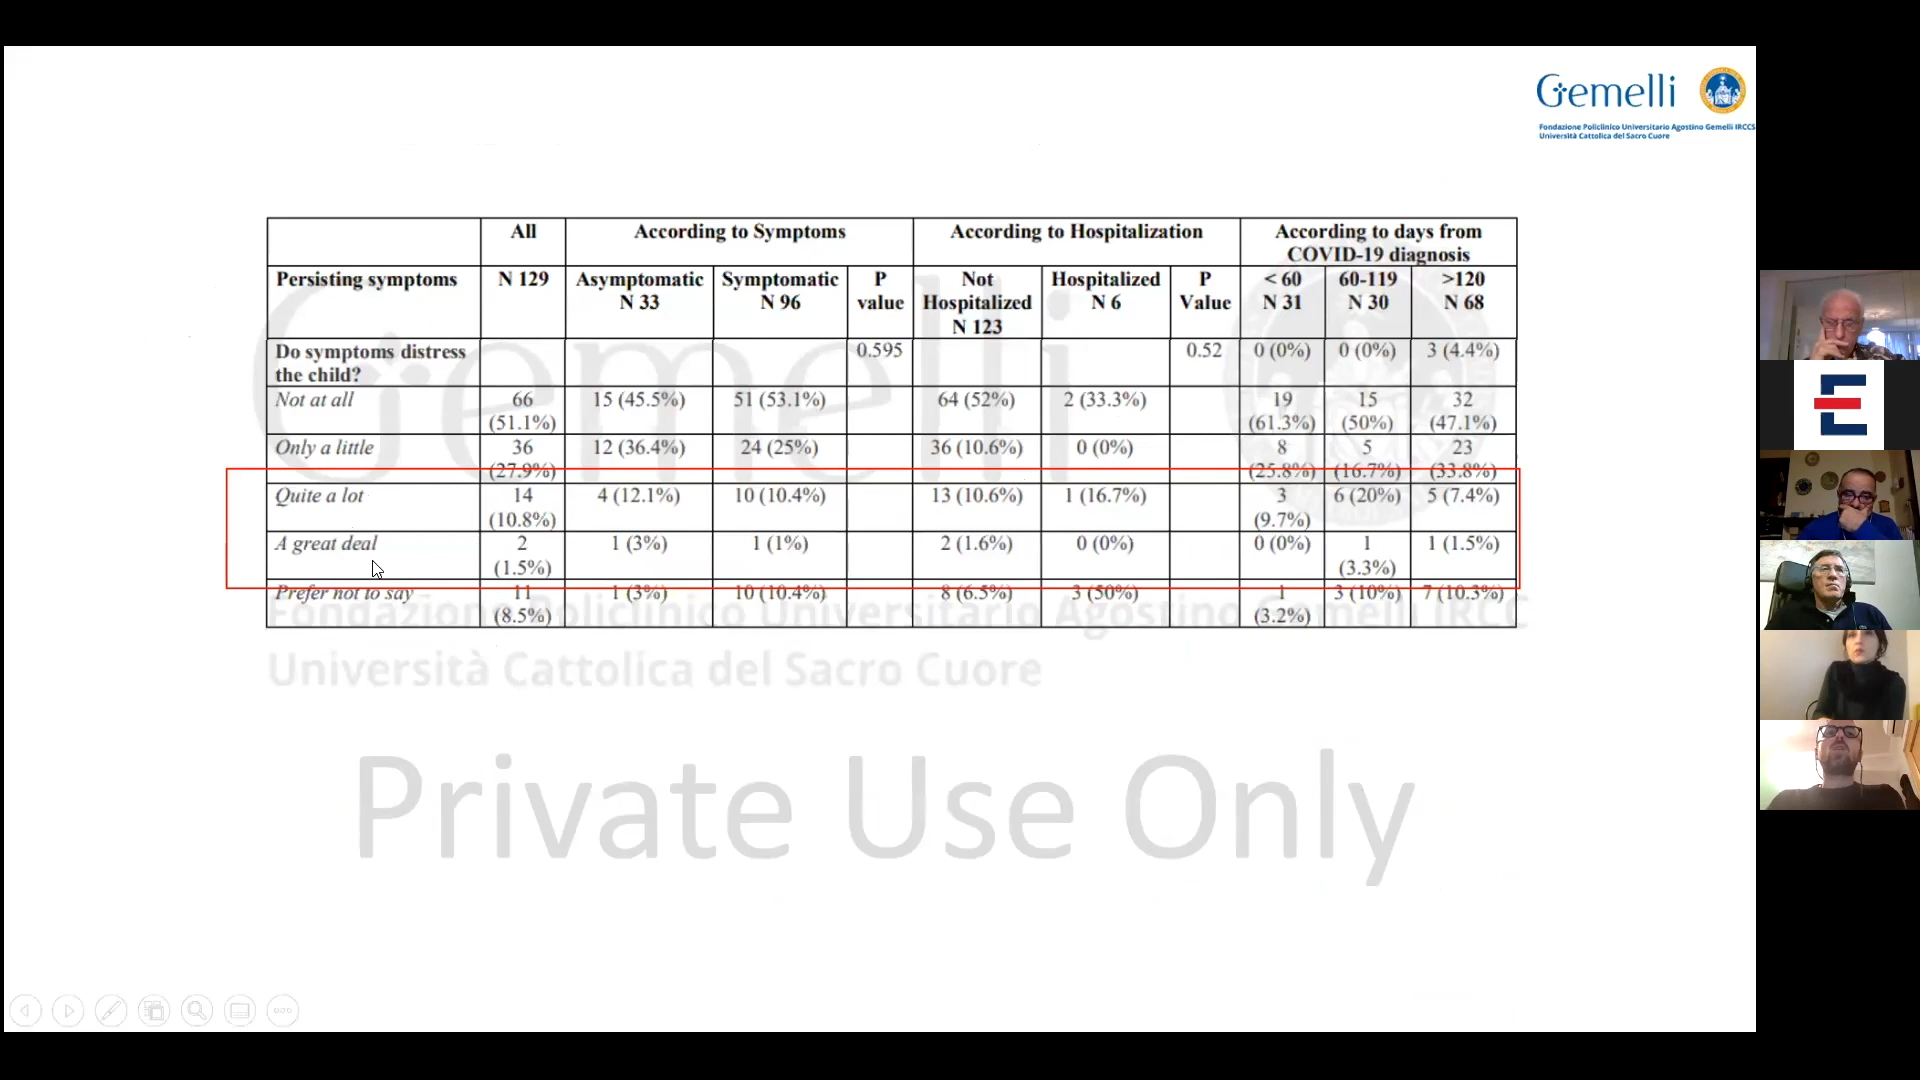 Gemelli
Fondazione Policlinico Universitario Agostino Gemelli IRCCS
Università Cattolica del Sacro Cuore
All According to Symptoms According to Hospitalization According to days from COVID-19 diagnosis
Persisting symptoms N 129 Asymptomatic N 33 Symptomatic N 96 P value Not Hospitalized N 123 Hospitalized N 6 P Value < 60 N 31 60-119 N 30 >120 N 68
Do symptoms distress the child? 0.595 0.52 0 (0%) 0 (0%) 3 (4.4%)
Not at all 66 (51.1%) 15 (45.5%) 51 (53.1%) 64 (52%) 2 (33.3%) 19 (61.3%) 15 (50%) 32 (47.1%)
Only a little 36 (27.9%) 12 (36.4%) 24 (25%) 36 (10.6%) 0 (0%) 8 (25.8%) 5 (16.7%) 23 (33.8%)
Quite a lot 14 (10.8%) 4 (12.1%) 10 (10.4%) 13 (10.6%) 1 (16.7%) 3 (9.7%) 6 (20%) 5 (7.4%)
A great deal 2 (1.5%) 1 (3%) 1 (1%) 2 (1.6%) 0 (0%) 0 (0%) 1 (3.3%) 1 (1.5%)
Prefer not to say 11 (8.5%) 1 (3%) 10 (10.4%) 8 (6.5%) 3 (50%) 1 (3.2%) 3 (10%) 7 (10.3%)
Gemelli
Fondazione Policlinico Universitario Agostino Gemelli IRCC
Università Cattolica del Sacro Cuore
Private Use Only
E